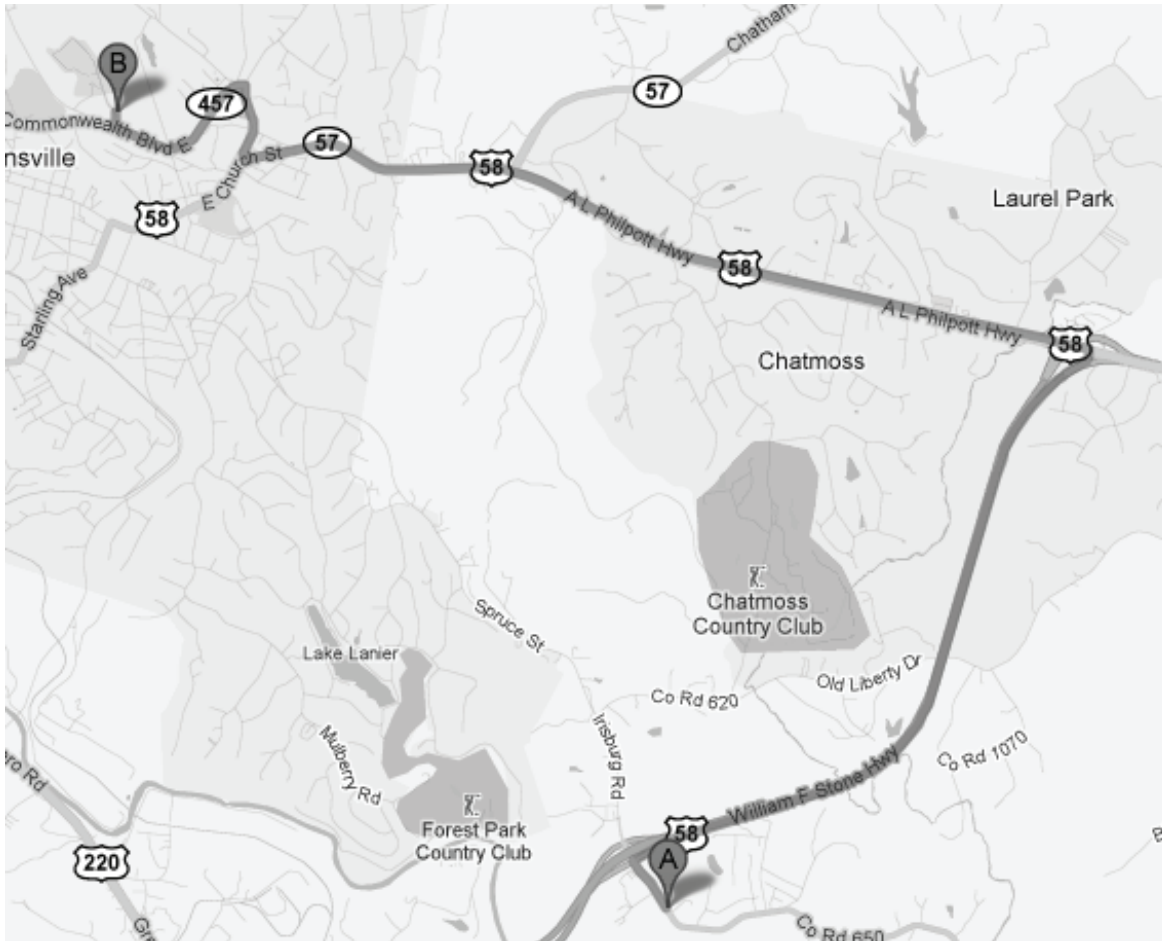 Chatham
B
457
57
Commonwealth Blvd E
nsville
57
E Church St
58
58
Laurel Park
A L Philpott Hwy
58
Starling Ave
A L Philpott Hwy
58
Chatmoss
Chatmoss
Country Club
Spruce St
Lake Lanier
Old Liberty Dr
Co Rd 620
Irisburg Rd
Mulberry Rd
Co Rd 1070
ro Rd
William F Stone Hwy
Forest Park
Country Club
58
A
220
Co Rd 650
Gr
B